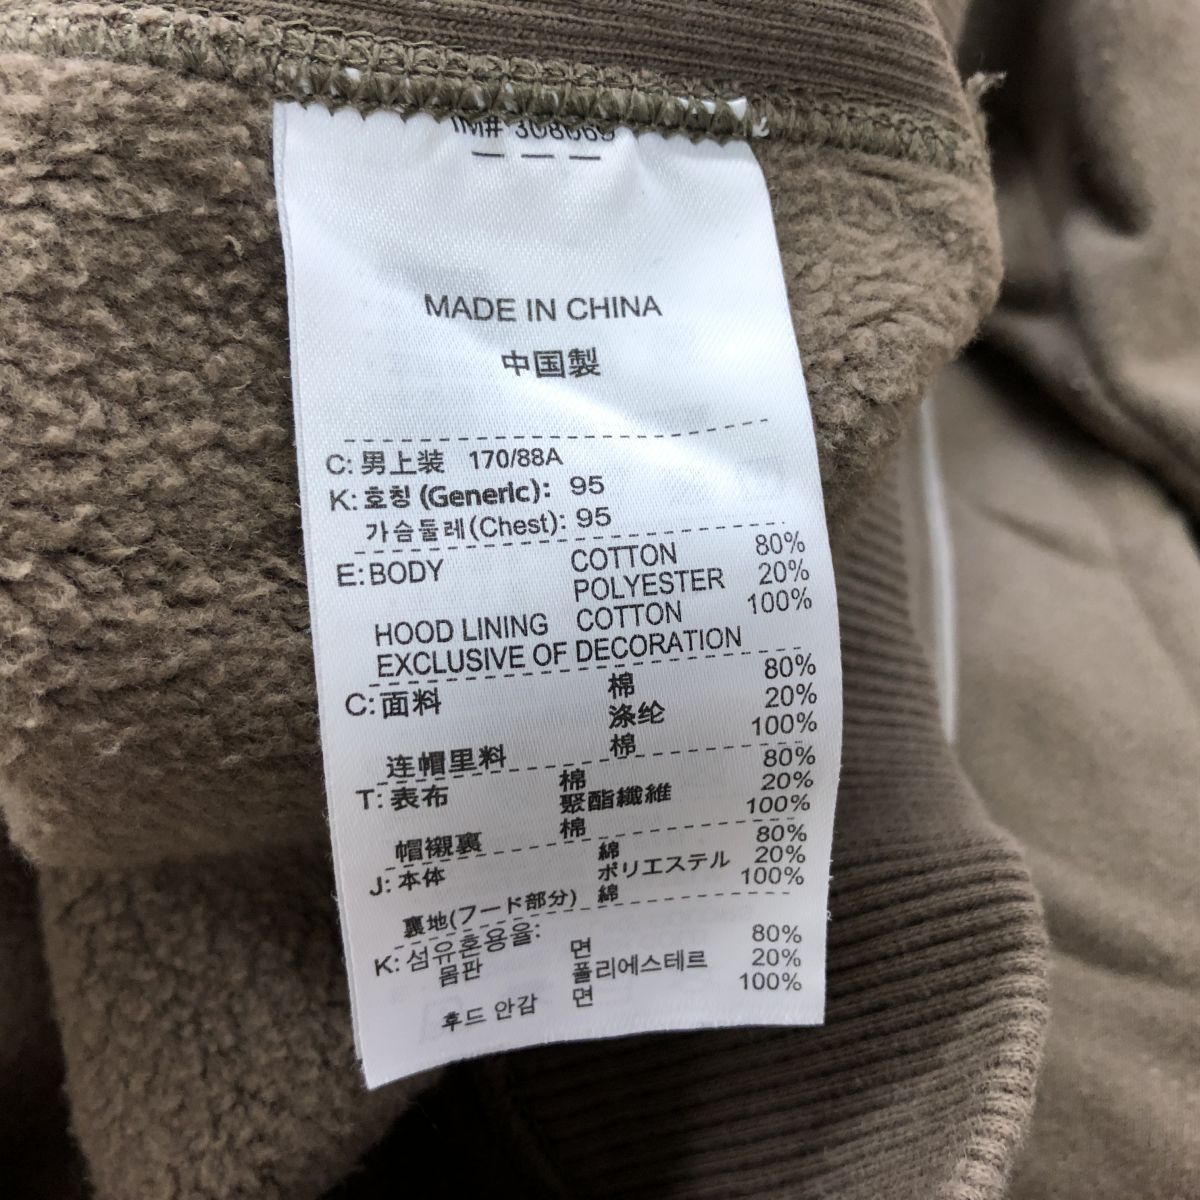 IM# 308069
MADE IN CHINA
中国製
C: 男上装 170/88A
K: 호칭 (Generic): 95
가슴둘레(Chest): 95
E: BODY COTTON 80%
POLYESTER 20%
HOOD LINING COTTON 100%
EXCLUSIVE OF DECORATION
C: 面料 棉 80%
涤纶 20%
连帽里料 棉 100%
T: 表布 棉 80%
聚酯纖維 20%
帽襯裏 棉 100%
J: 本体 綿 80%
ポリエステル 20%
裏地(フード部分) 綿 100%
K: 섬유혼용율:
몸판 면 80%
폴리에스테르 20%
후드 안감 면 100%